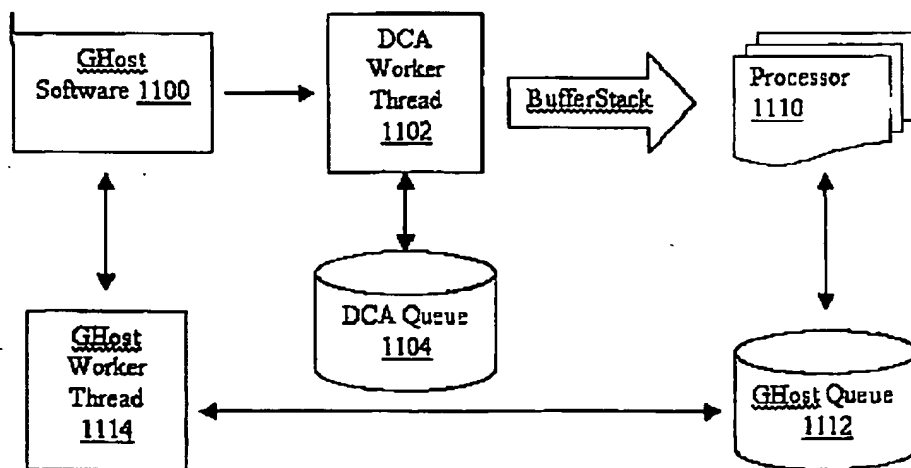 GHost
Software 1100
DCA
Worker
Thread
1102
BufferStack
Processor
1110
DCA Queue
1104
GHost
Worker
Thread
1114
GHost Queue
1112